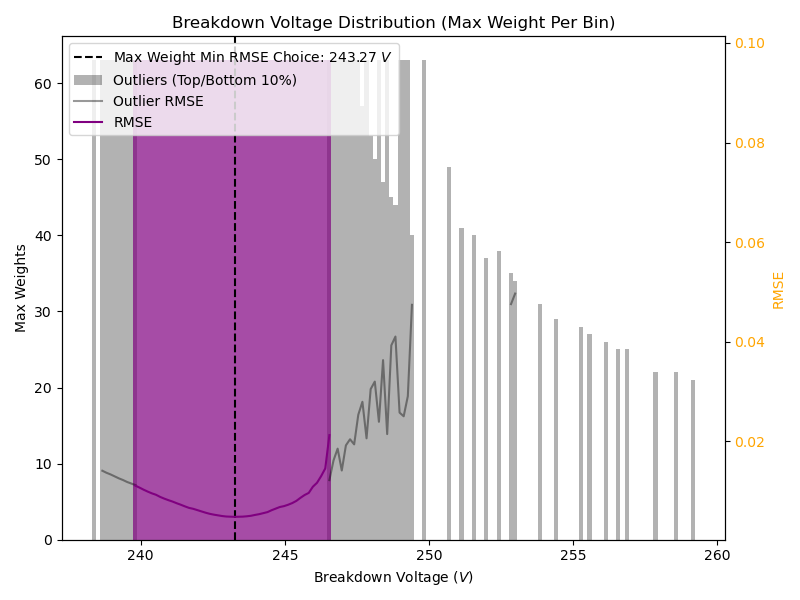 Breakdown Voltage Distribution (Max Weight Per Bin)
Max Weight Min RMSE Choice: 243.27 V
Outliers (Top/Bottom 10%)
Outlier RMSE
RMSE
Max Weights
60
50
40
30
20
10
0
0.10
0.08
0.06
0.04
0.02
RMSE
240 245 250 255 260
Breakdown Voltage (V)